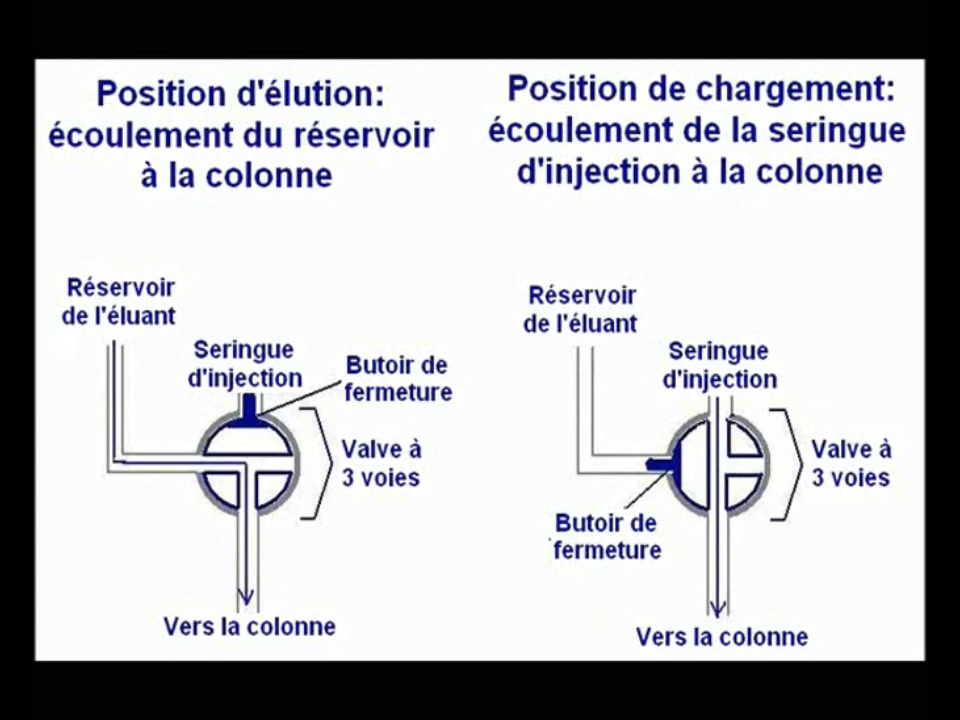 Position d'élution:
écoulement du réservoir
à la colonne
Réservoir
de l'éluant
Seringue
d'injection
Butoir de
fermeture
Valve à
3 voies
Vers la colonne
Position de chargement:
écoulement de la seringue
d'injection à la colonne
Réservoir
de l'éluant
Seringue
d'injection
Valve à
3 voies
Butoir de
fermeture
Vers la colonne